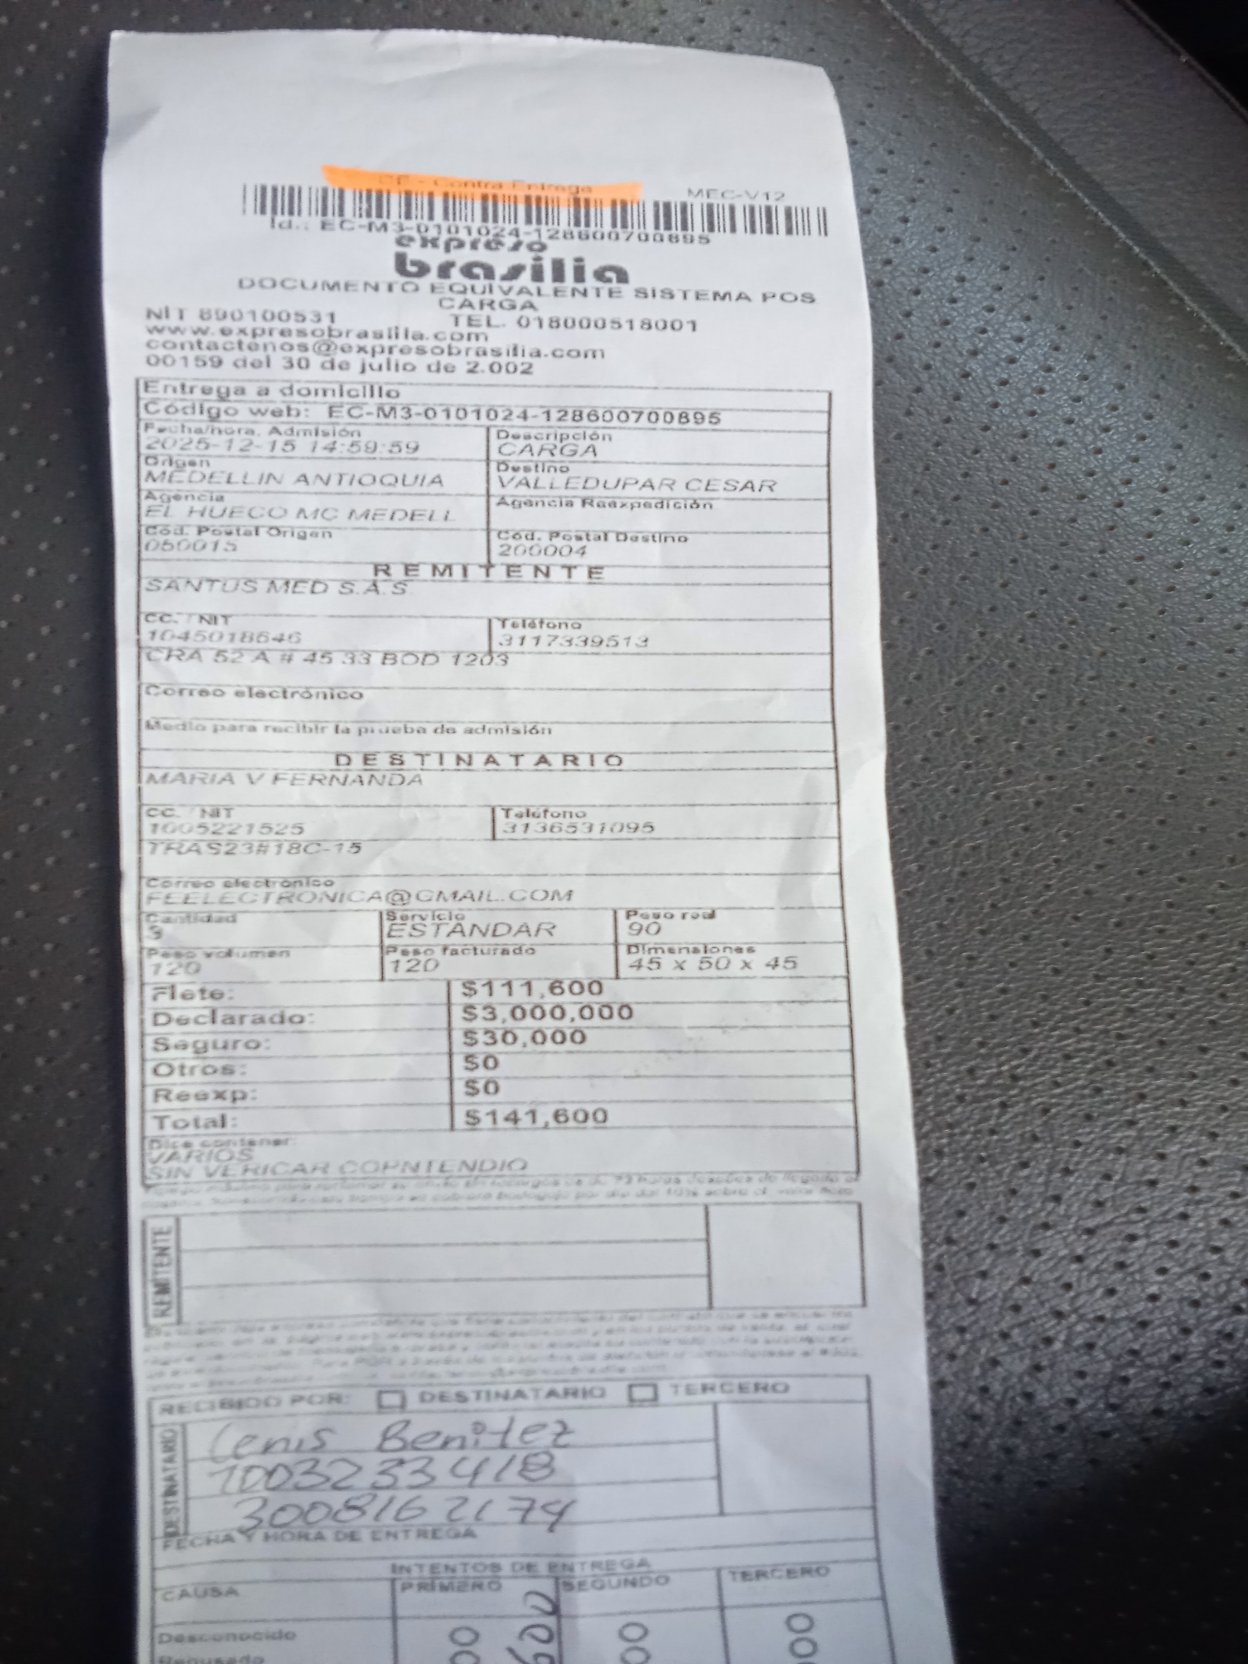 CE - Contra Entrega
MEC-V12
Id.: EC-M3-0101024-128600700895
expreso
brasilia
DOCUMENTO EQUIVALENTE SISTEMA POS
CARGA
NIT 890100531 TEL. 018000518001
www.expresobrasilia.com
contactenos@expresobrasilia.com
00159 del 30 de julio de 2.002
Entrega a domicilio
Código web: EC-M3-0101024-128600700895
Fecha/hora. Admisión Descripción
2025-12-15 14:59:59 CARGA
Origen Destino
MEDELLIN ANTIOQUIA VALLEDUPAR CESAR
Agencia Agencia Reexpedición
EL HUECO MC MEDELL
Cód. Postal Origen Cód. Postal Destino
050015 200004
REMITENTE
SANTUS MED S.A.S.
CC. / NIT Teléfono
1045018646 3117339513
CRA 52 A # 45 33 BOD 1203
Correo electrónico
Medio para recibir la prueba de admisión
DESTINATARIO
MARIA V FERNANDA
CC. / NIT Teléfono
1005221525 3136531095
TRAS23#18C-15
Correo electrónico
FEELECTRONICA@GMAIL.COM
Cantidad Servicio Peso real
3 ESTANDAR 90
Peso volumen Peso facturado Dimensiones
120 120 45 x 50 x 45
Flete: $111,600
Declarado: $3,000,000
Seguro: $30,000
Otros: $0
Reexp: $0
Total: $141,600
Dice contener:
VARIOS
SIN VERICAR COPNTENDIO
REMITENTE
RECIBIDO POR: DESTINATARIO TERCERO
DESTINATARIO
Cenis Benitez
1003233418
3008162174
FECHA Y HORA DE ENTREGA
INTENTOS DE ENTREGA
CAUSA PRIMERO SEGUNDO TERCERO
Desconocido
Rehusado